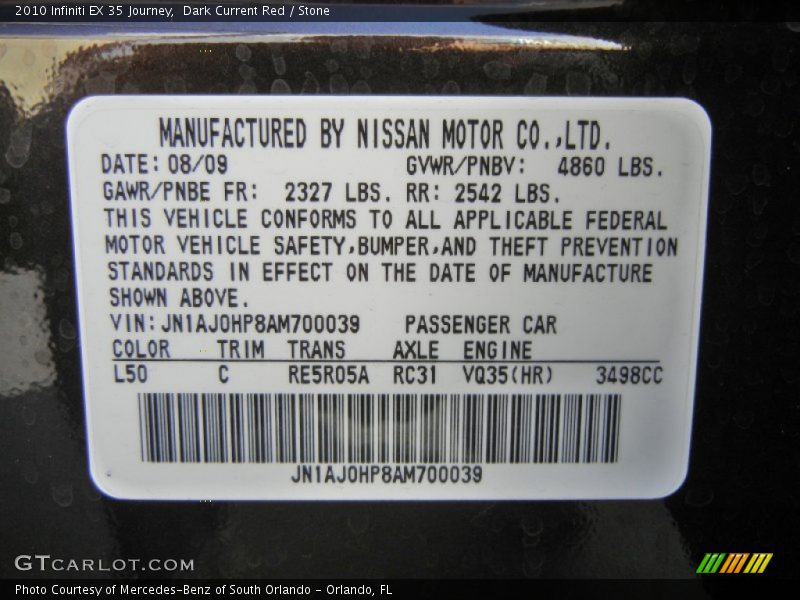 2010 Infiniti EX 35 Journey, Dark Current Red / Stone
MANUFACTURED BY NISSAN MOTOR CO.,LTD.
DATE: 08/09 GVWR/PNBV: 4860 LBS.
GAWR/PNBE FR: 2327 LBS. RR: 2542 LBS.
THIS VEHICLE CONFORMS TO ALL APPLICABLE FEDERAL
MOTOR VEHICLE SAFETY,BUMPER,AND THEFT PREVENTION
STANDARDS IN EFFECT ON THE DATE OF MANUFACTURE
SHOWN ABOVE.
VIN: JN1AJ0HP8AM700039 PASSENGER CAR
COLOR TRIM TRANS AXLE ENGINE
L50 C RE5R05A RC31 VQ35(HR) 3498CC
JN1AJ0HP8AM700039
GTCARLOT.COM
Photo Courtesy of Mercedes-Benz of South Orlando - Orlando, FL